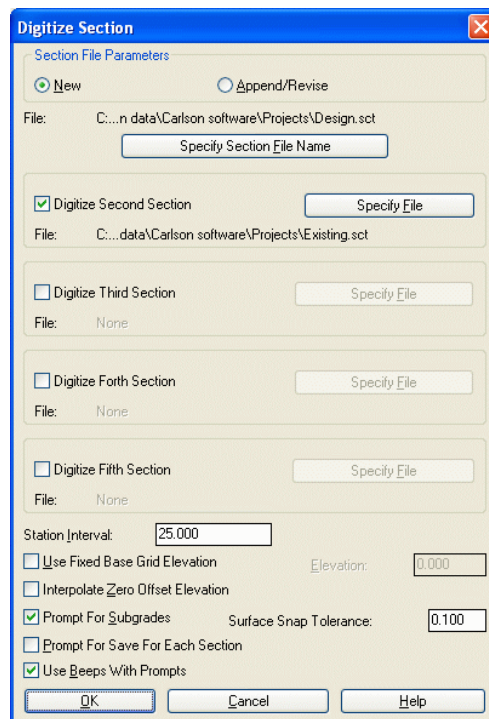 Digitize Section
Section File Parameters
New Append/Revise
File: C:...n data\Carlson software\Projects\Design.sct
Specify Section File Name
Digitize Second Section Specify File
File: C:...data\Carlson software\Projects\Existing.sct
Digitize Third Section Specify File
File: None
Digitize Forth Section Specify File
File: None
Digitize Fifth Section Specify File
File: None
Station Interval: 25.000
Use Fixed Base Grid Elevation Elevation: 0.000
Interpolate Zero Offset Elevation
Prompt For Subgrades Surface Snap Tolerance: 0.100
Prompt For Save For Each Section
Use Beeps With Prompts
OK Cancel Help